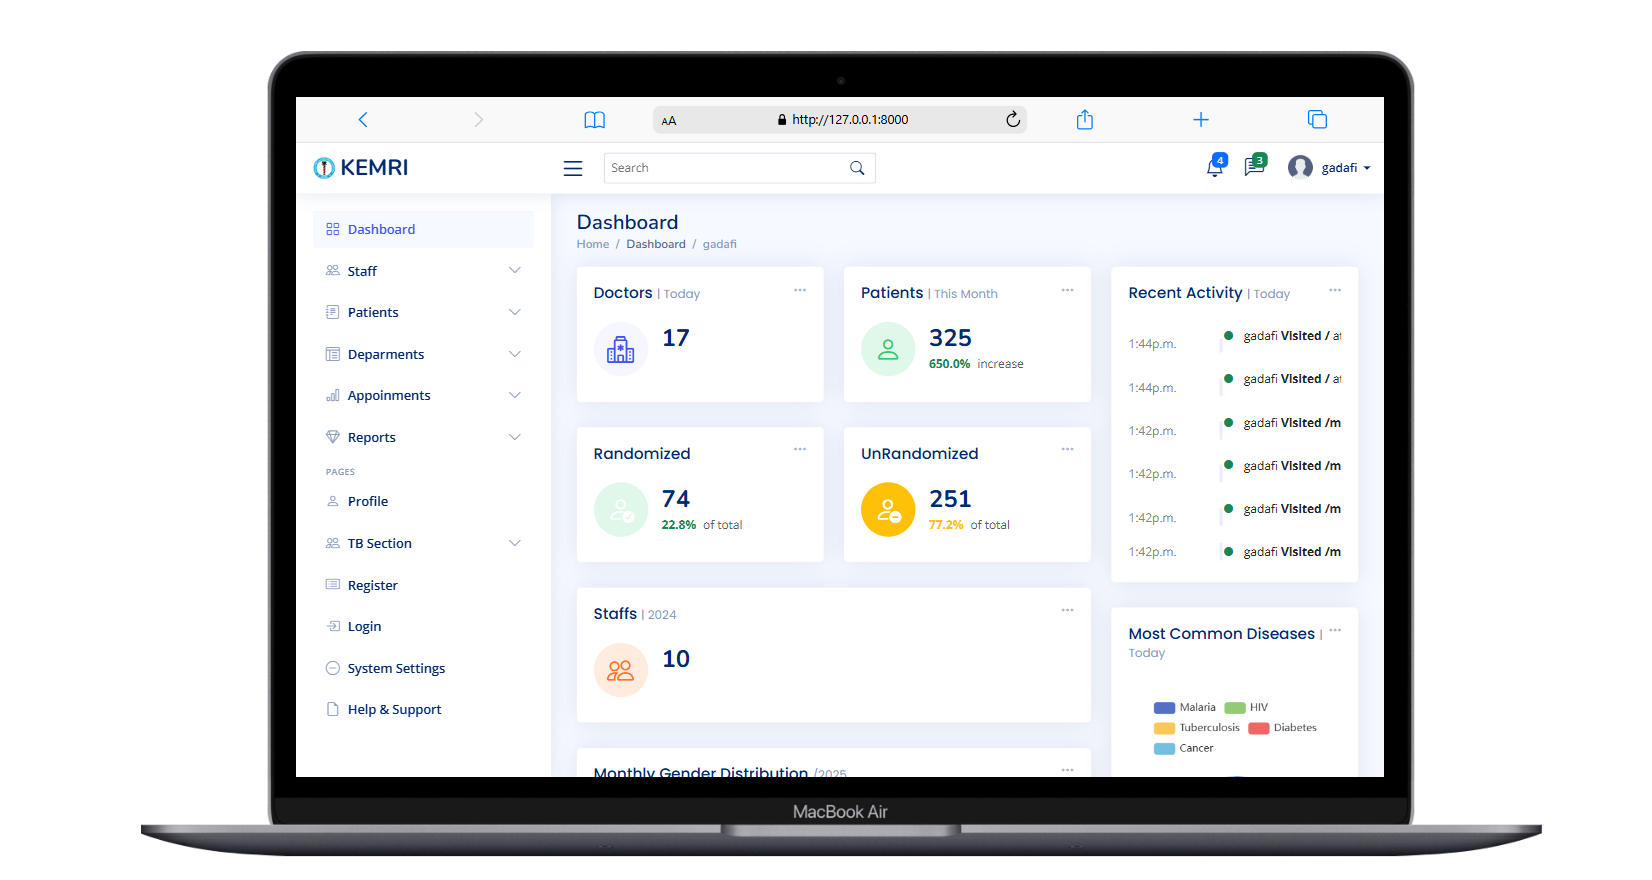 AA http://127.0.0.1:8000
KEMRI
Search
4
3
gadafi
Dashboard
Staff
Patients
Deparments
Appoinments
Reports
PAGES
Profile
TB Section
Register
Login
System Settings
Help & Support
Dashboard
Home / Dashboard / gadafi
Doctors | Today
17
Patients | This Month
325
650.0% increase
Randomized
74
22.8% of total
UnRandomized
251
77.2% of total
Staffs | 2024
10
Monthly Gender Distribution /2025
Recent Activity | Today
1:44p.m. gadafi Visited / at
1:44p.m. gadafi Visited / at
1:42p.m. gadafi Visited /m
1:42p.m. gadafi Visited /m
1:42p.m. gadafi Visited /m
1:42p.m. gadafi Visited /m
Most Common Diseases |
Today
Malaria HIV
Tuberculosis Diabetes
Cancer
MacBook Air